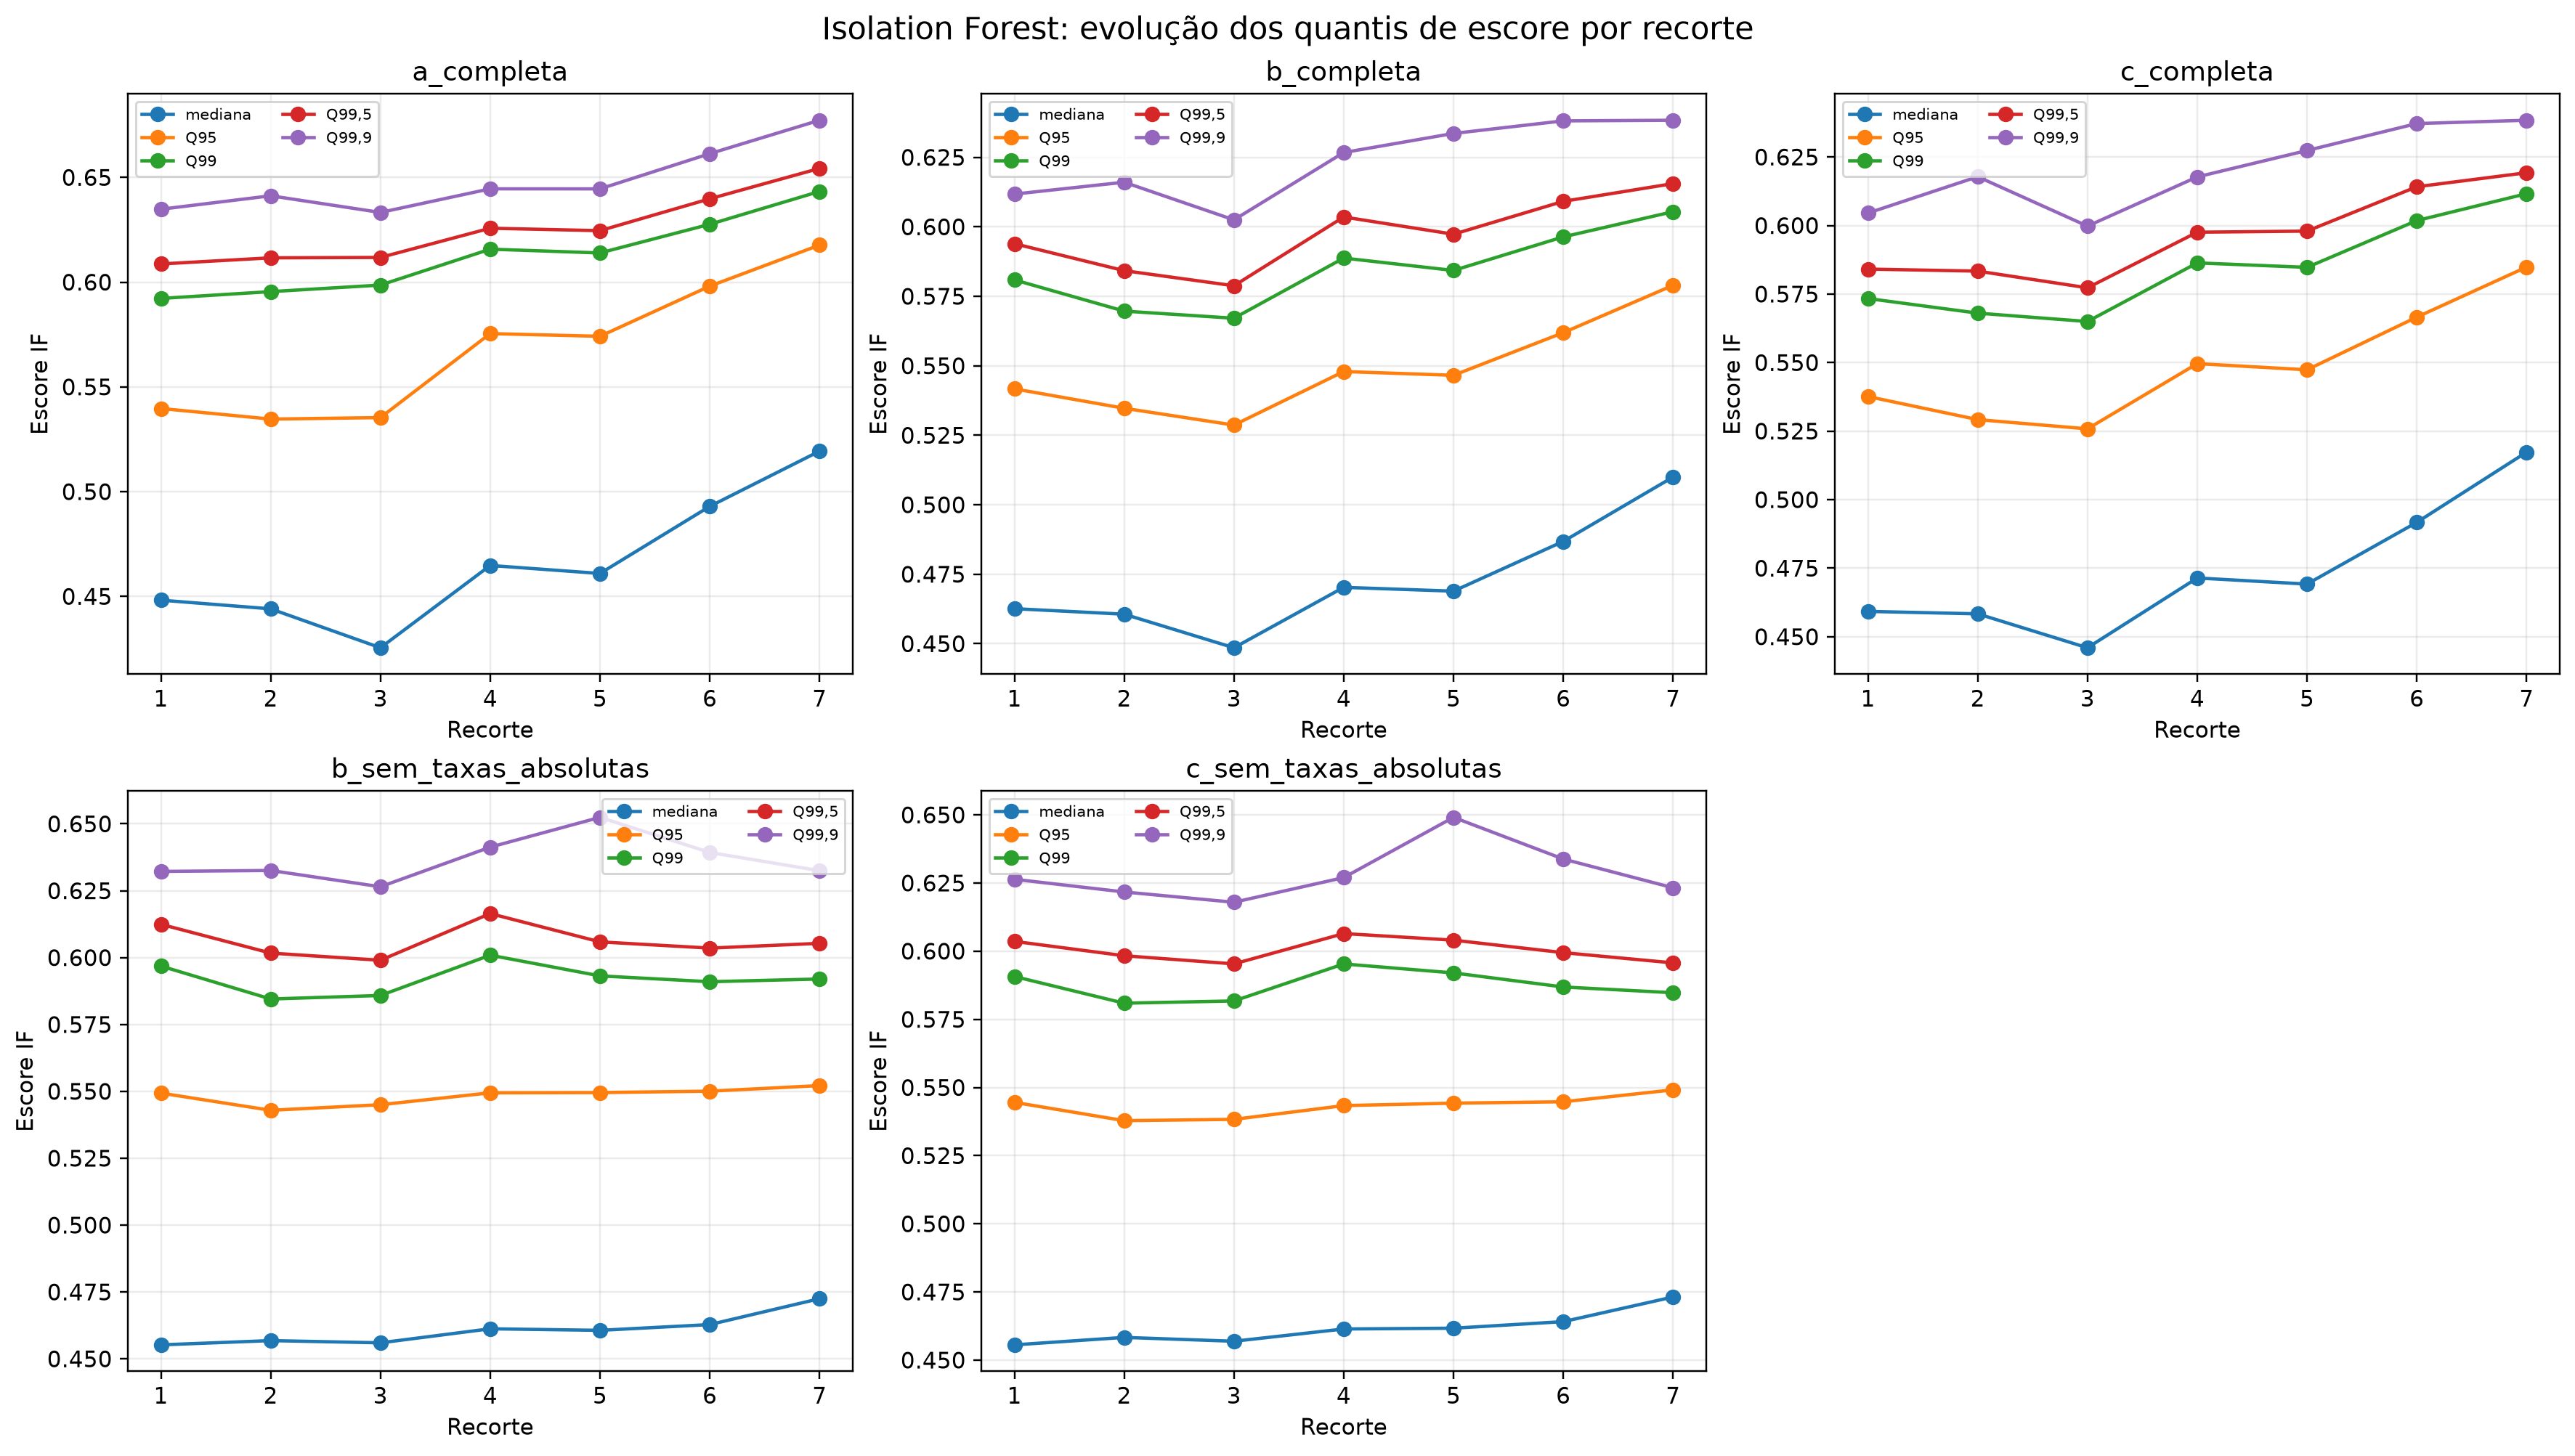 Isolation Forest: evolução dos quantis de escore por recorte
a_completa
mediana
Q95
Q99
Q99,5
Q99,9
0.65
0.60
0.55
0.50
0.45
Escore IF
1 2 3 4 5 6 7
Recorte
b_completa
mediana
Q95
Q99
Q99,5
Q99,9
0.625
0.600
0.575
0.550
0.525
0.500
0.475
0.450
Escore IF
1 2 3 4 5 6 7
Recorte
c_completa
mediana
Q95
Q99
Q99,5
Q99,9
0.625
0.600
0.575
0.550
0.525
0.500
0.475
0.450
Escore IF
1 2 3 4 5 6 7
Recorte
b_sem_taxas_absolutas
mediana
Q95
Q99
Q99,5
Q99,9
0.650
0.625
0.600
0.575
0.550
0.525
0.500
0.475
0.450
Escore IF
1 2 3 4 5 6 7
Recorte
c_sem_taxas_absolutas
mediana
Q95
Q99
Q99,5
Q99,9
0.650
0.625
0.600
0.575
0.550
0.525
0.500
0.475
0.450
Escore IF
1 2 3 4 5 6 7
Recorte